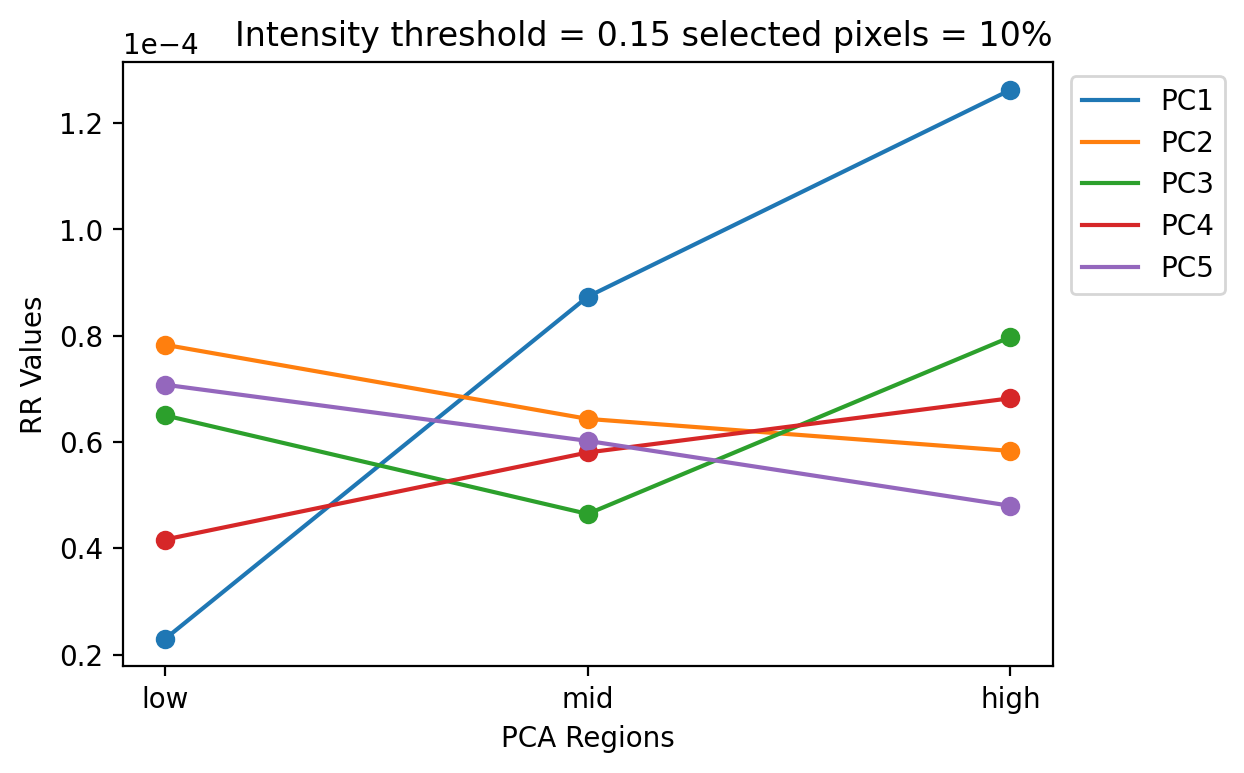 1e−4
Intensity threshold = 0.15 selected pixels = 10%
PC1
PC2
PC3
PC4
PC5
RR Values
1.2
1.0
0.8
0.6
0.4
0.2
low
mid
high
PCA Regions